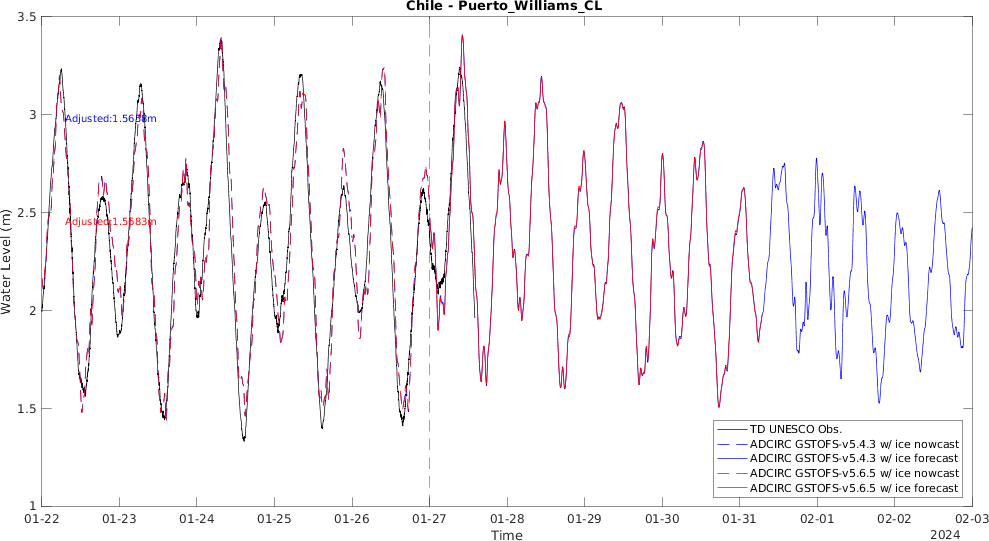 Chile - Puerto_Williams_CL
3.5
3
2.5
2
1.5
1
Water Level (m)
Adjusted:1.5638m
Adjusted:1.5583m
TD UNESCO Obs.
ADCIRC GSTOFS-v5.4.3 w/ ice nowcast
ADCIRC GSTOFS-v5.4.3 w/ ice forecast
ADCIRC GSTOFS-v5.6.5 w/ ice nowcast
ADCIRC GSTOFS-v5.6.5 w/ ice forecast
01-22 01-23 01-24 01-25 01-26 01-27 01-28 01-29 01-30 01-31 02-01 02-02 02-03
Time
2024